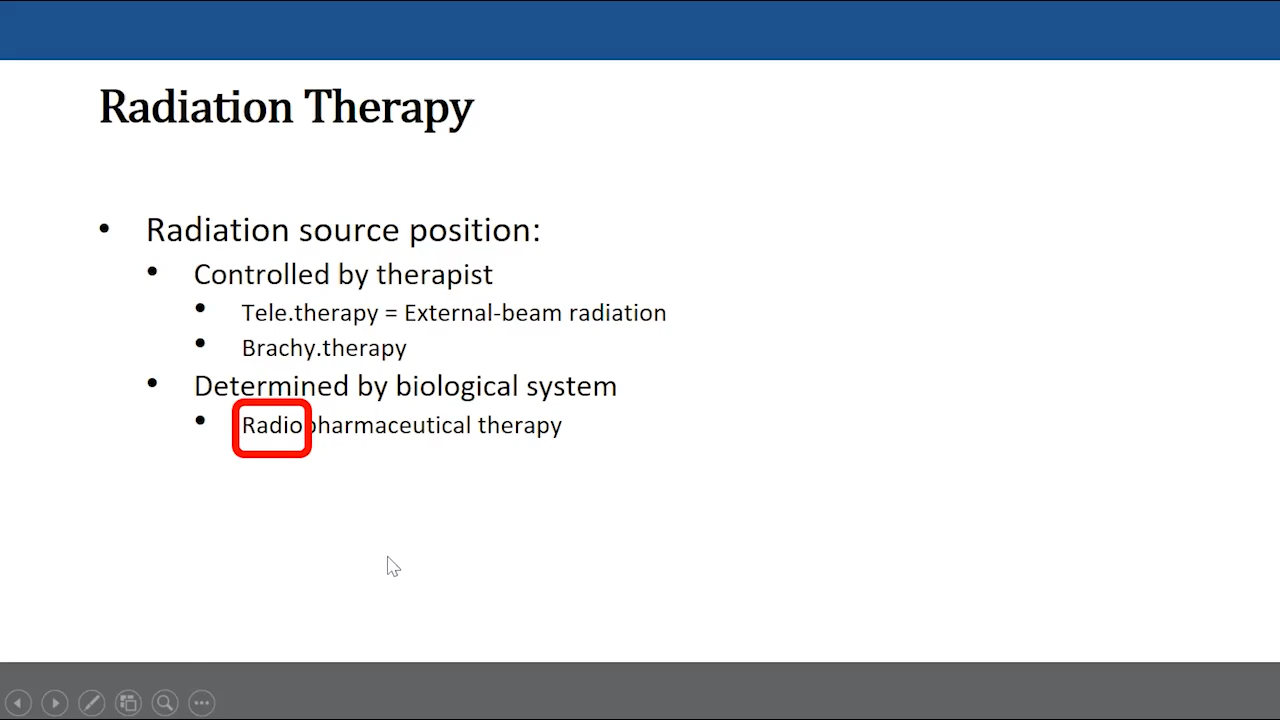 Radiation Therapy
• Radiation source position:
• Controlled by therapist
• Tele.therapy = External-beam radiation
• Brachy.therapy
• Determined by biological system
• Radiopharmaceutical therapy